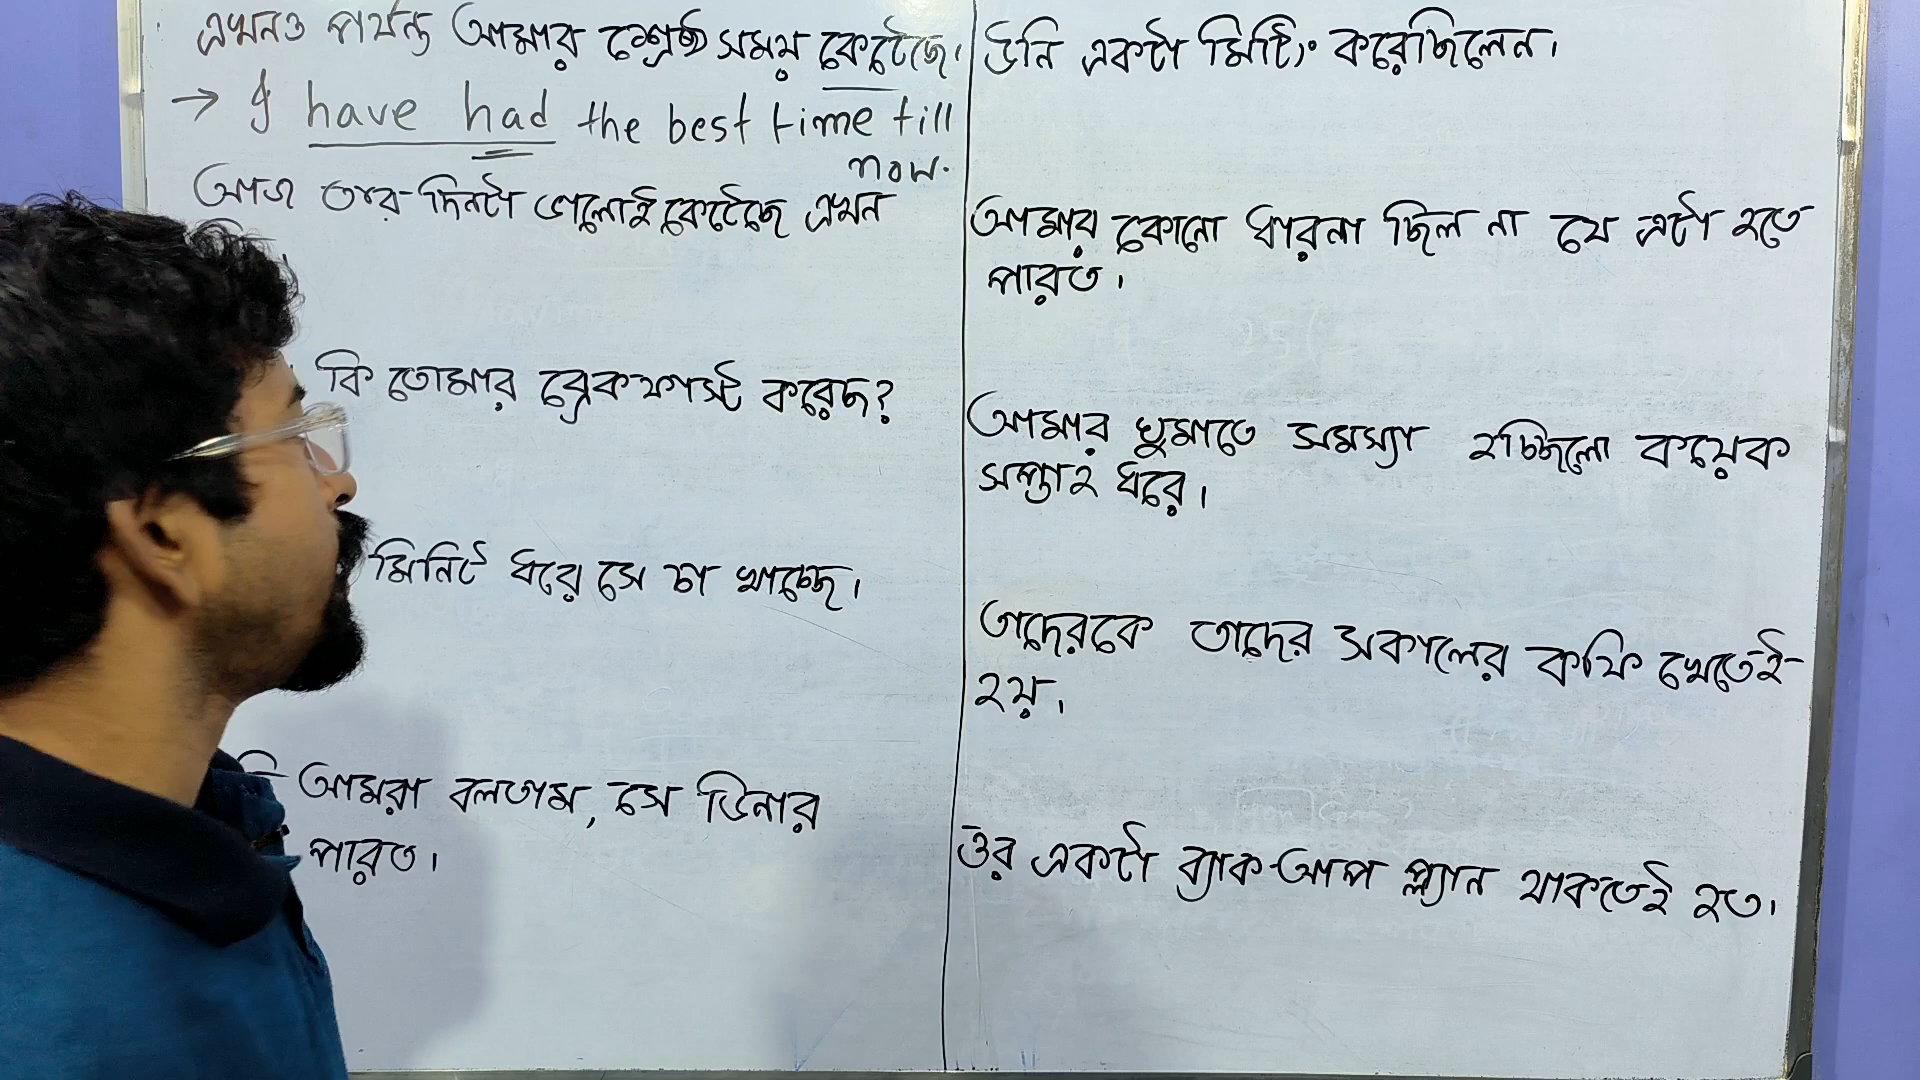 এখনও পর্যন্ত আমার শ্রেষ্ঠ সময় কেটেছে।
→ I have had the best time till
now.
আজ তার দিনটা ভালোই কেটেছে এখন
কি তোমার ব্রেকফাস্ট করেছ?
মিনিট ধরে সে চা খাচ্ছে।
আমরা বলতাম, সে ডিনার
পারত।
উনি একটা মিটিং করেছিলেন।
আমার কোনো ধারনা ছিল না যে এটা হতে
পারত।
আমার ঘুমাতে সমস্যা হচ্ছিলো কয়েক
সপ্তাহ ধরে।
তাদেরকে তাদের সকালের কফি খেতেই
হয়।
ওর একটা ব্যাক আপ প্ল্যান থাকতেই হত।